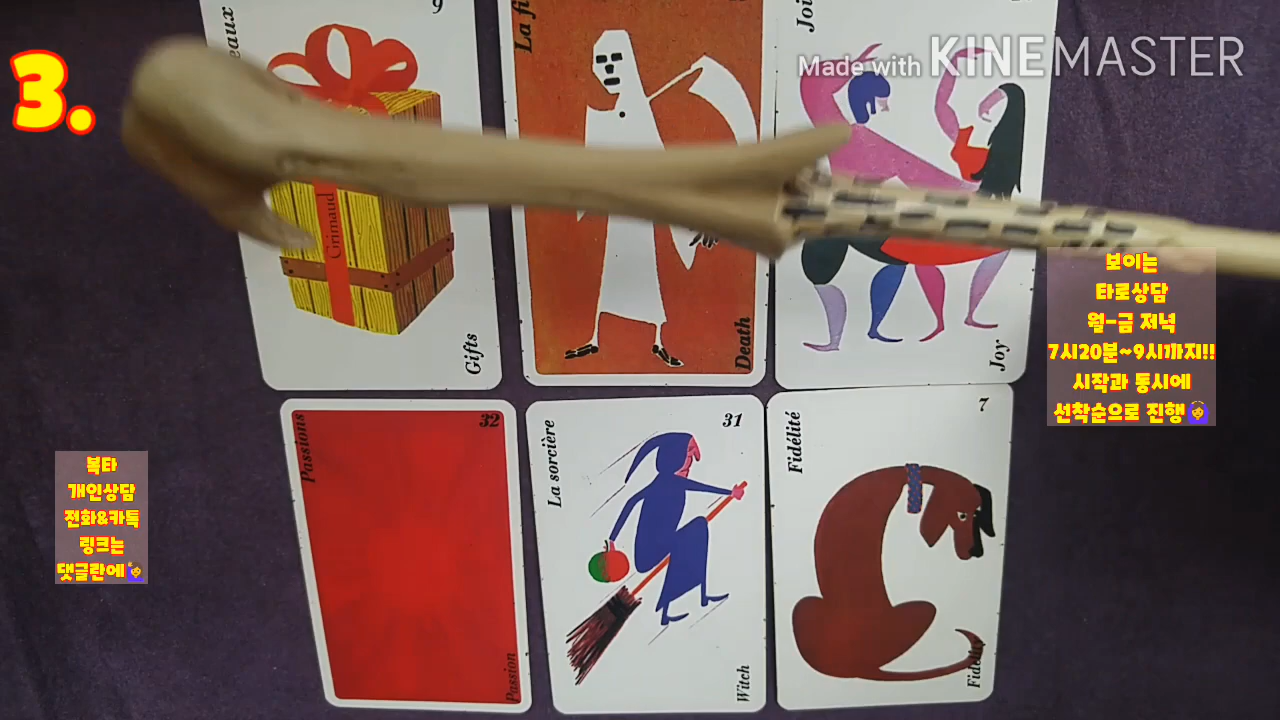 3.
Made with KINEMASTER
eaux
9
Grimaud
Gifts
La fi
Death
Joi
Joy
보이는
타로상담
월-금 저녁
7시20분~9시까지!!
시작과 동시에
선착순으로 진행🙆‍♀️
복타
개인상담
전화&카톡
링크는
댓글란에🙋‍♀️
Passions
32
Passion
La sorcière
31
Witch
Fidélité
7
Fidelity